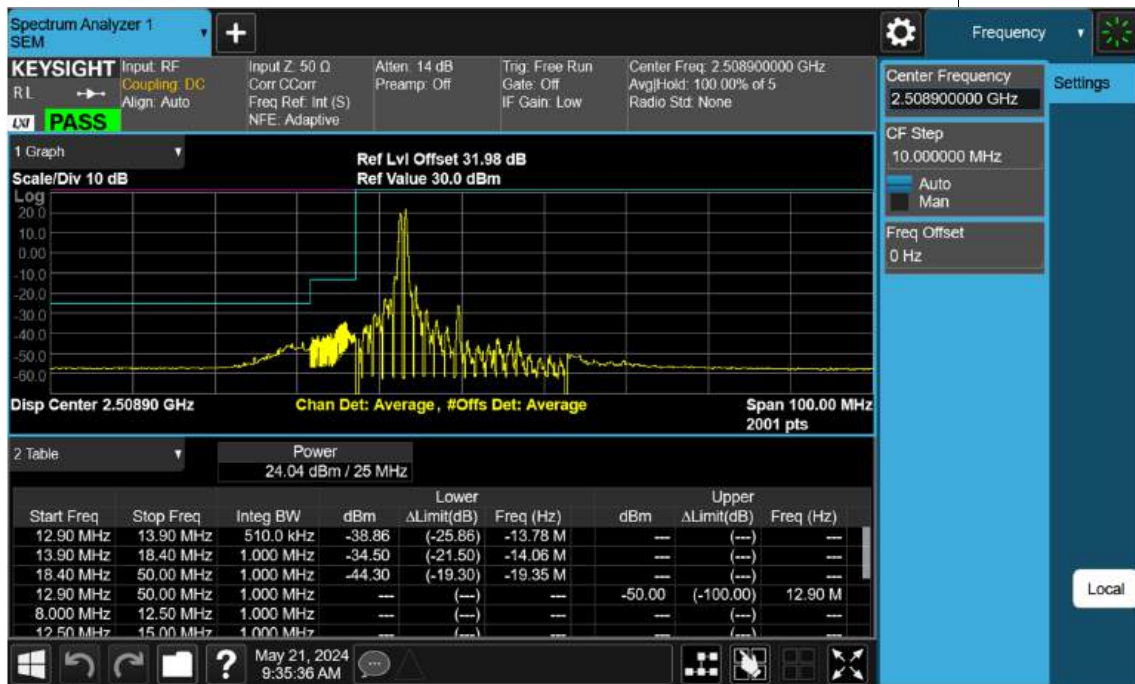 Spectrum Analyzer 1
SEM
Frequency
KEYSIGHT
RL
LXI
PASS
Input: RF
Coupling: DC
Align: Auto
Input Z: 50 Ω
Corr CCorr
Freq Ref: Int (S)
NFE: Adaptive
Atten: 14 dB
Preamp: Off
Trig: Free Run
Gate: Off
IF Gain: Low
Center Freq: 2.508900000 GHz
Avg|Hold: 100.00% of 5
Radio Std: None
Center Frequency
2.508900000 GHz
Settings
CF Step
10.000000 MHz
Auto
Man
Freq Offset
0 Hz
1 Graph
Scale/Div 10 dB
Ref Lvl Offset 31.98 dB
Ref Value 30.0 dBm
Log
20.0
10.0
0.00
-10.0
-20.0
-30.0
-40.0
-50.0
-60.0
Disp Center 2.50890 GHz
Chan Det: Average, #Offs Det: Average
Span 100.00 MHz
2001 pts
2 Table
Power
24.04 dBm / 25 MHz
Lower Upper
Start Freq Stop Freq Integ BW dBm ΔLimit(dB) Freq (Hz) dBm ΔLimit(dB) Freq (Hz)
12.90 MHz 13.90 MHz 510.0 kHz -38.86 (-25.86) -13.78 M --- (---) ---
13.90 MHz 18.40 MHz 1.000 MHz -34.50 (-21.50) -14.06 M --- (---) ---
18.40 MHz 50.00 MHz 1.000 MHz -44.30 (-19.30) -19.35 M --- (---) ---
12.90 MHz 50.00 MHz 1.000 MHz --- (---) --- -50.00 (-100.00) 12.90 M
8.000 MHz 12.50 MHz 1.000 MHz --- (---) --- --- (---) ---
12.50 MHz 15.00 MHz 1.000 MHz --- (---) --- --- (---) ---
Local
?
May 21, 2024
9:35:36 AM